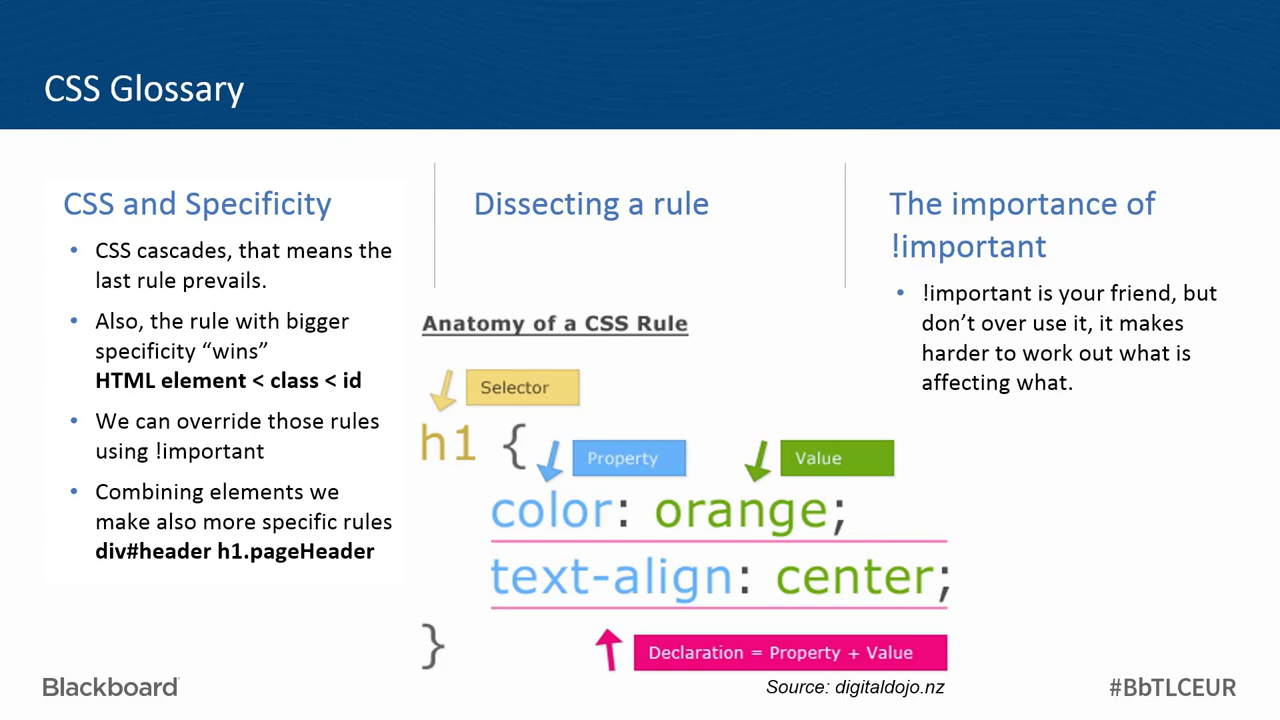 CSS Glossary
CSS and Specificity
• CSS cascades, that means the
last rule prevails.
• Also, the rule with bigger
specificity “wins”
HTML element < class < id
• We can override those rules
using !important
• Combining elements we
make also more specific rules
div#header h1.pageHeader
Dissecting a rule
Anatomy of a CSS Rule
Selector
h1 {
Property
Value
color: orange;
text-align: center;
}
Declaration = Property + Value
Source: digitaldojo.nz
The importance of
!important
• !important is your friend, but
don’t over use it, it makes
harder to work out what is
affecting what.
Blackboard
#BbTLCEUR